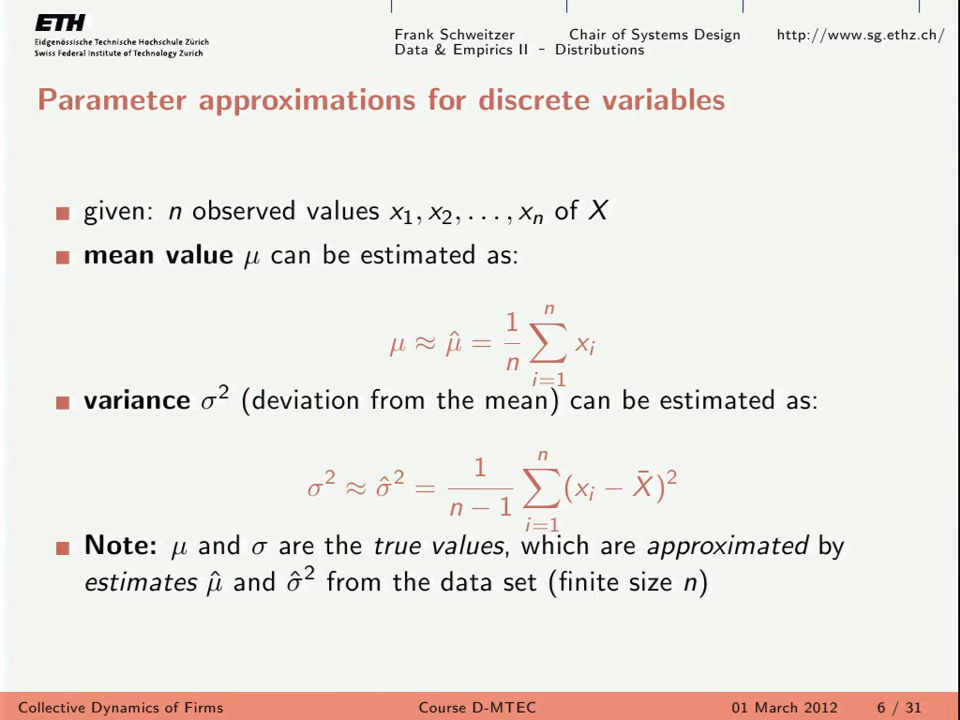 ETH
Eidgenössische Technische Hochschule Zürich
Swiss Federal Institute of Technology Zurich
Frank Schweitzer Chair of Systems Design http://www.sg.ethz.ch/
Data & Empirics II - Distributions
Parameter approximations for discrete variables
given: n observed values x₁, x₂, . . . , xₙ of X
mean value μ can be estimated as:
μ ≈ μ̂ = 1/n ∑_{i=1}^{n} xᵢ
variance σ² (deviation from the mean) can be estimated as:
σ² ≈ σ̂² = 1/(n − 1) ∑_{i=1}^{n} (xᵢ − X̄)²
Note: μ and σ are the true values, which are approximated by
estimates μ̂ and σ̂² from the data set (finite size n)
Collective Dynamics of Firms Course D-MTEC 01 March 2012 6 / 31